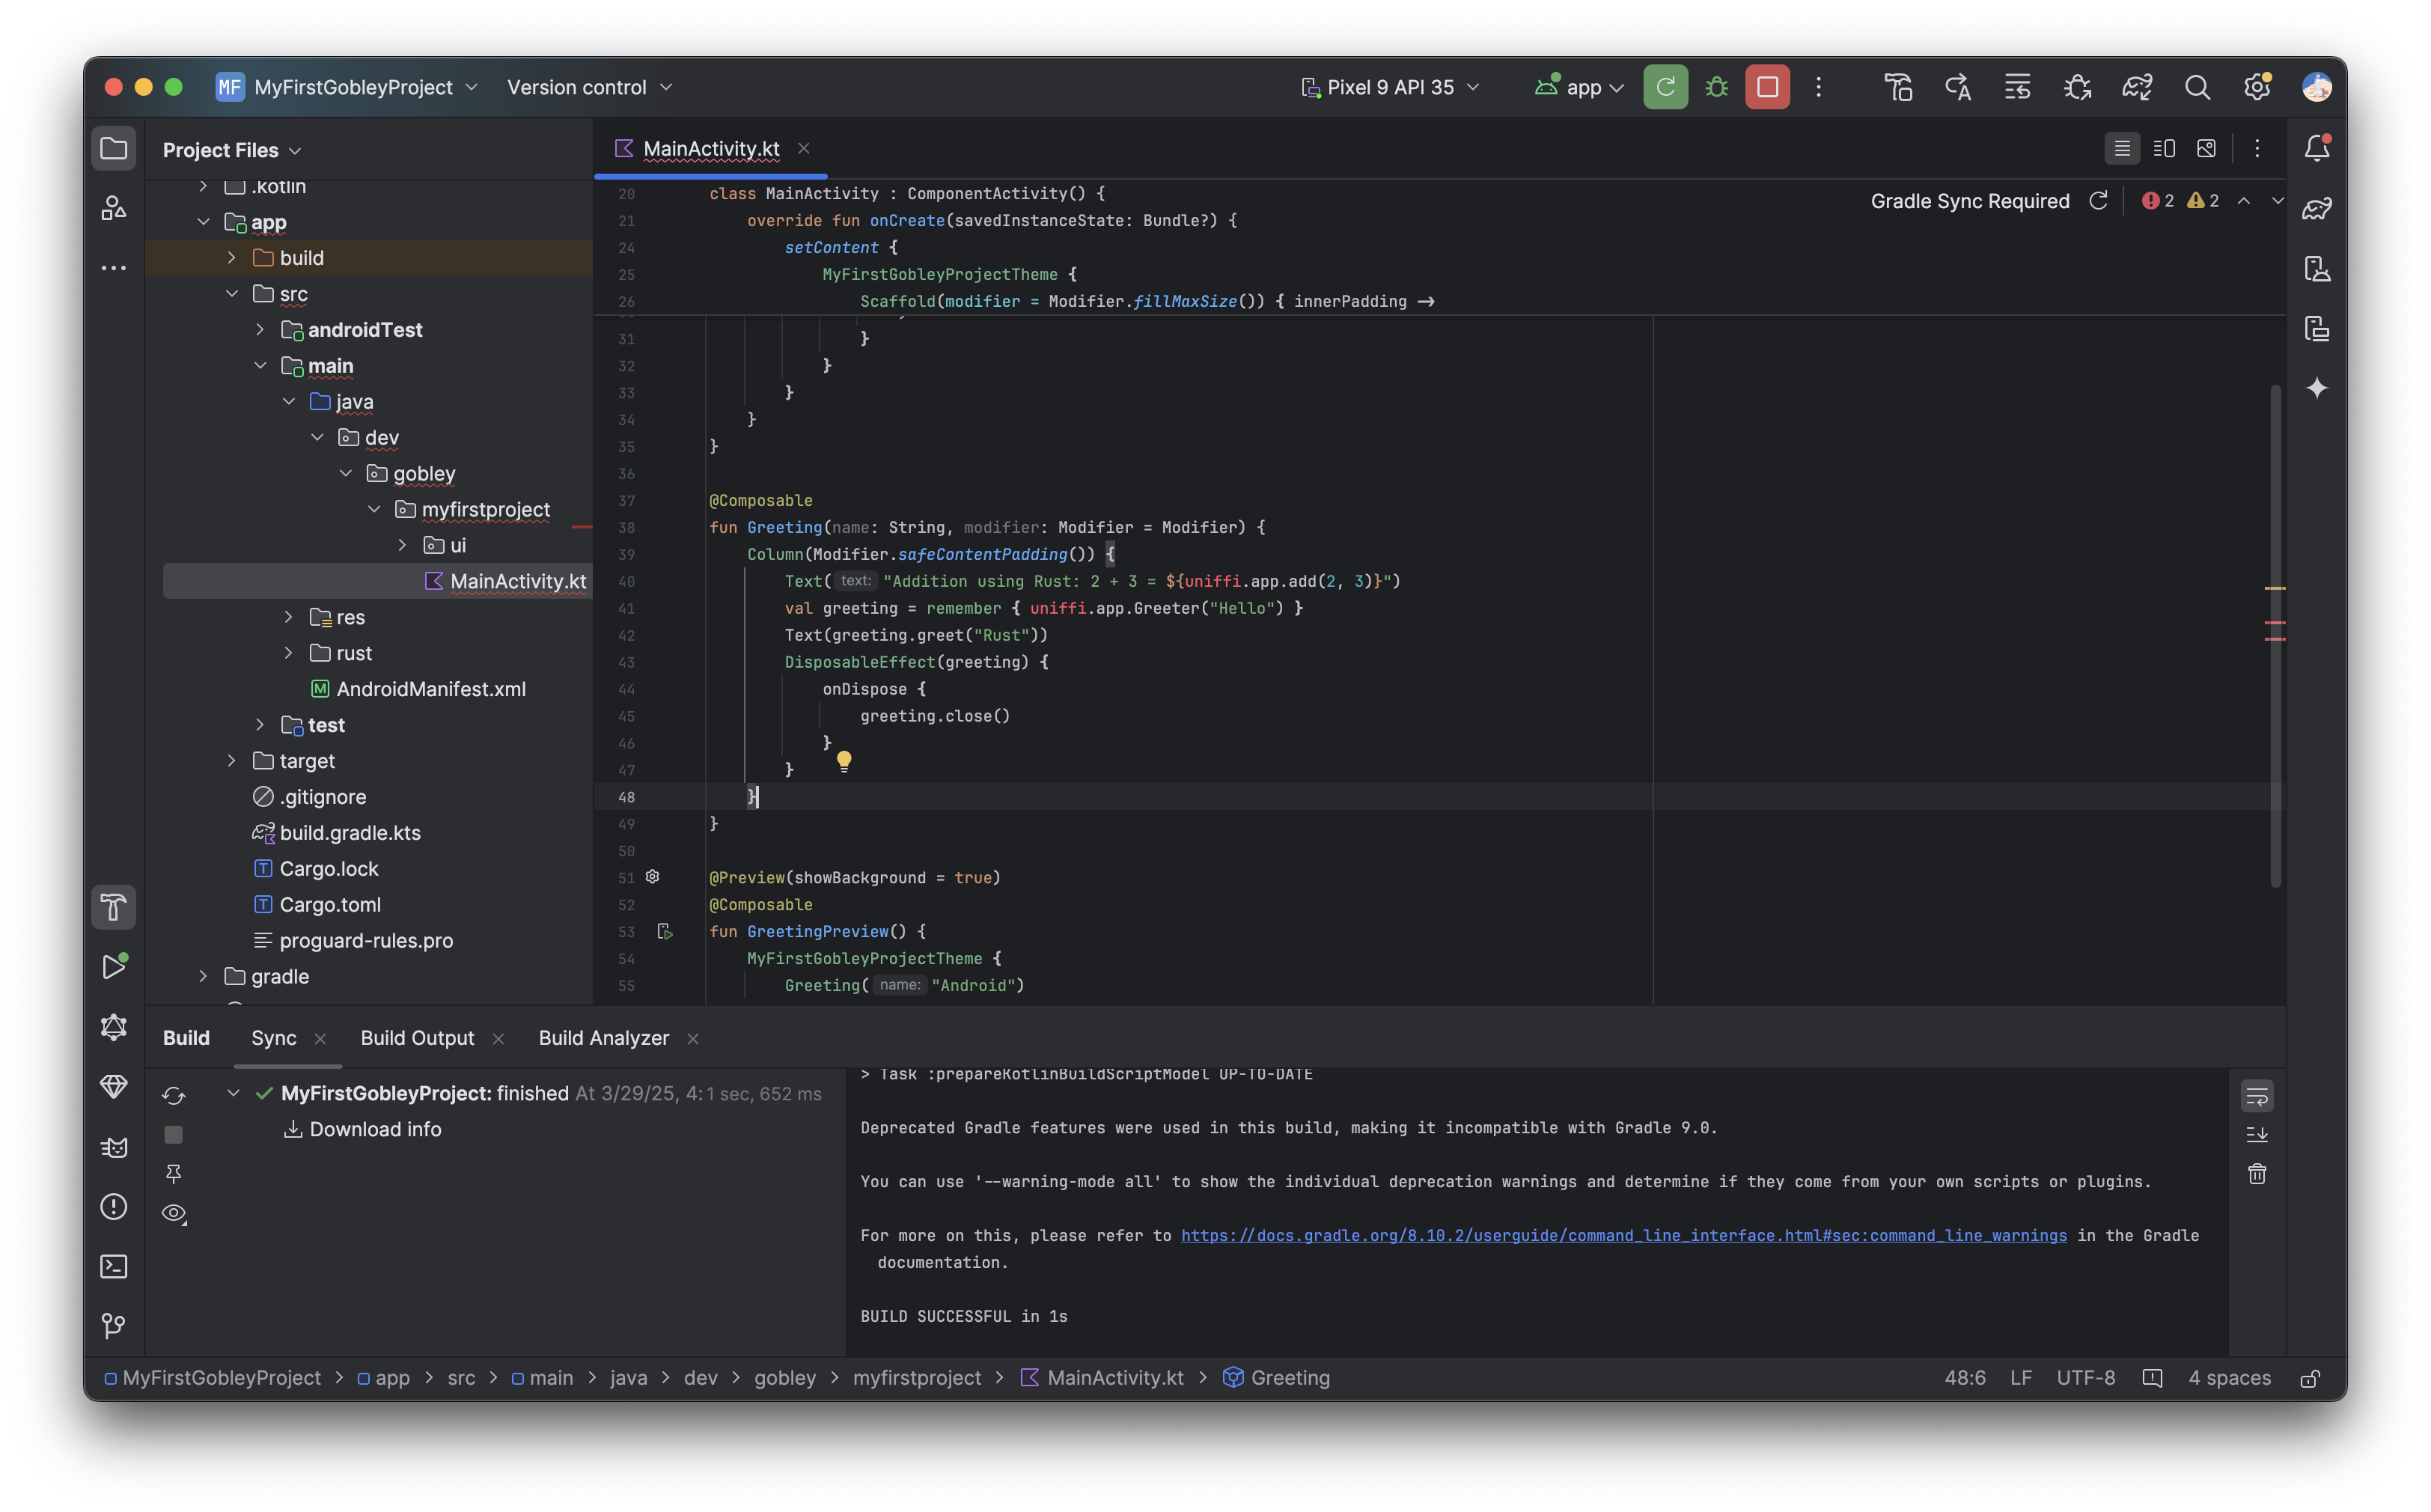 MF MyFirstGobleyProject Version control Pixel 9 API 35 app
Project Files
.kotlin
app
build
src
androidTest
main
java
dev
gobley
myfirstproject
ui
MainActivity.kt
res
rust
AndroidManifest.xml
test
target
.gitignore
build.gradle.kts
Cargo.lock
Cargo.toml
proguard-rules.pro
gradle
MainActivity.kt
Gradle Sync Required 2 2
20 class MainActivity : ComponentActivity() {
21 override fun onCreate(savedInstanceState: Bundle?) {
24 setContent {
25 MyFirstGobleyProjectTheme {
26 Scaffold(modifier = Modifier.fillMaxSize()) { innerPadding ->
31 }
32 }
33 }
34 }
35 }
36
37 @Composable
38 fun Greeting(name: String, modifier: Modifier = Modifier) {
39 Column(Modifier.safeContentPadding()) {
40 Text( text: "Addition using Rust: 2 + 3 = ${uniffi.app.add(2, 3)}")
41 val greeting = remember { uniffi.app.Greeter("Hello") }
42 Text(greeting.greet("Rust"))
43 DisposableEffect(greeting) {
44 onDispose {
45 greeting.close()
46 }
47 }
48 }
49 }
50
51 @Preview(showBackground = true)
52 @Composable
53 fun GreetingPreview() {
54 MyFirstGobleyProjectTheme {
55 Greeting( name: "Android")
Build Sync Build Output Build Analyzer
MyFirstGobleyProject: finished At 3/29/25, 4: 1 sec, 652 ms
Download info
> Task :prepareKotlinBuildScriptModel UP-TO-DATE
Deprecated Gradle features were used in this build, making it incompatible with Gradle 9.0.
You can use '--warning-mode all' to show the individual deprecation warnings and determine if they come from your own scripts or plugins.
For more on this, please refer to https://docs.gradle.org/8.10.2/userguide/command_line_interface.html#sec:command_line_warnings in the Gradle
documentation.
BUILD SUCCESSFUL in 1s
MyFirstGobleyProject > app > src > main > java > dev > gobley > myfirstproject > MainActivity.kt > Greeting 48:6 LF UTF-8 4 spaces